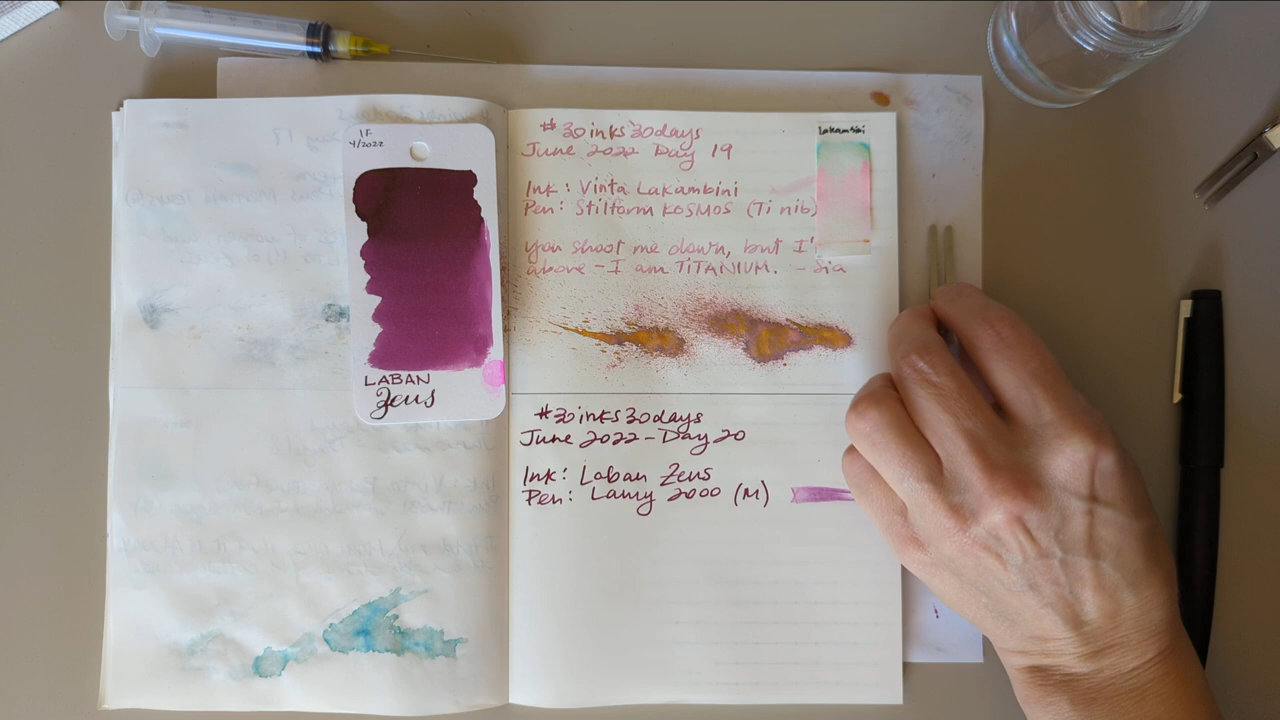 1F
4/2022
LABAN
Zeus
#30inks30days
June 2022 Day 19
Ink: Vinta Lakambini
Pen: Stilform KOSMOS (Ti nib)
you shoot me down, but I'
above - I am TITANIUM. - Sia
Lakambini
#30inks30days
June 2022 - Day 20
Ink: Laban Zeus
Pen: Lamy 2000 (M)